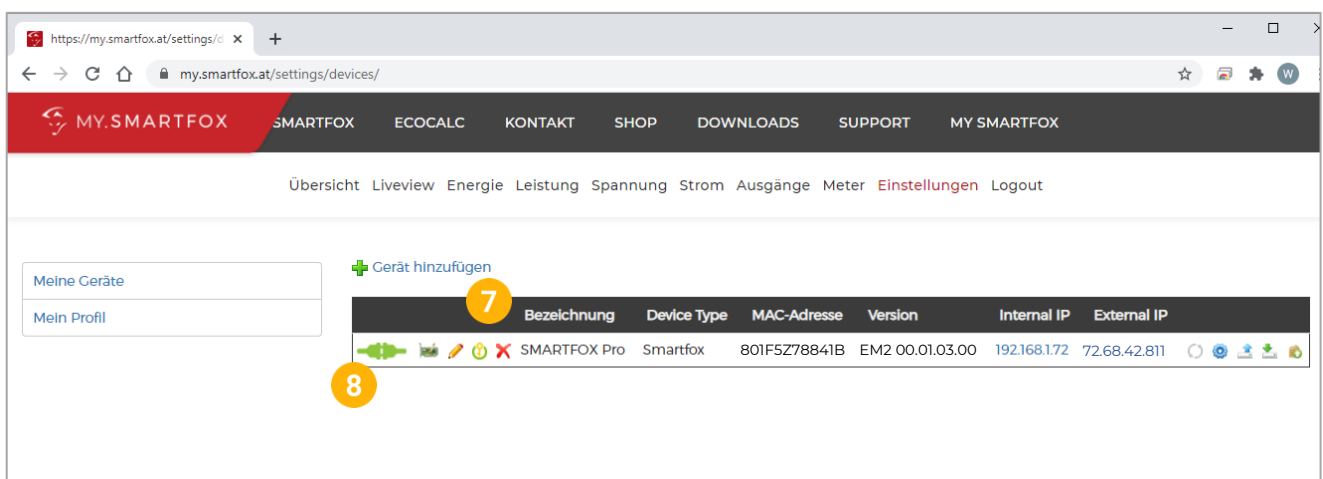 https://my.smartfox.at/settings/d
my.smartfox.at/settings/devices/
W
MY.SMARTFOX
SMARTFOX ECOCALC KONTAKT SHOP DOWNLOADS SUPPORT MY SMARTFOX
Übersicht Liveview Energie Leistung Spannung Strom Ausgänge Meter Einstellungen Logout
Gerät hinzufügen
Meine Geräte
7
Mein Profil
Bezeichnung Device Type MAC-Adresse Version Internal IP External IP
SMARTFOX Pro Smartfox 801F5Z78841B EM2 00.01.03.00 192.168.1.72 72.68.42.811
8